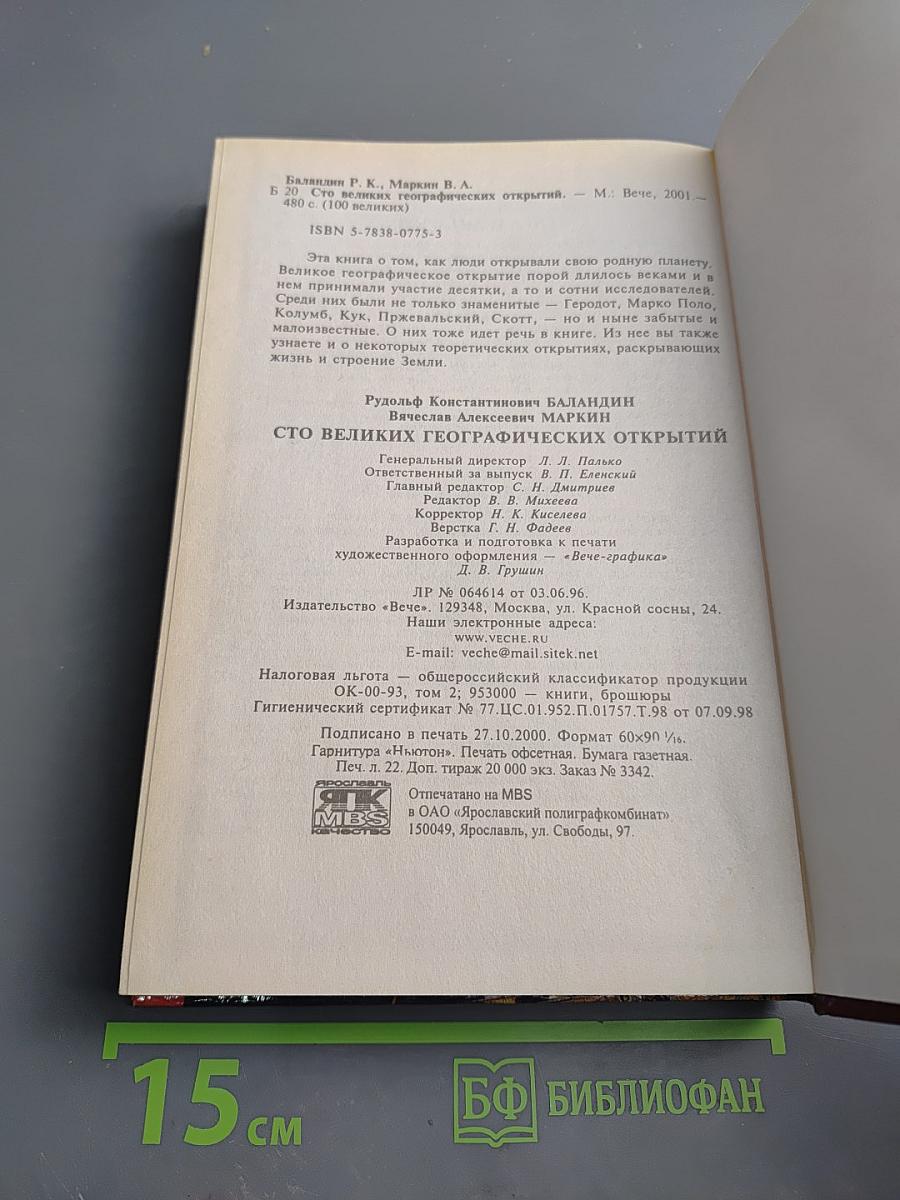 Баландин Р. К., Маркин В. А.
Б 20 Сто великих географических открытий. — М.: Вече, 2001.—
480 с. (100 великих)
ISBN 5-7838-0775-3
Эта книга о том, как люди открывали свою родную планету.
Великое географическое открытие порой длилось веками и в
нем принимали участие десятки, а то и сотни исследователей.
Среди них были не только знаменитые — Геродот, Марко Поло,
Колумб, Кук, Пржевальский, Скотт, — но и ныне забытые и
малоизвестные. О них тоже идет речь в книге. Из нее вы также
узнаете и о некоторых теоретических открытиях, раскрывающих
жизнь и строение Земли.
Рудольф Константинович БАЛАНДИН
Вячеслав Алексеевич МАРКИН
СТО ВЕЛИКИХ ГЕОГРАФИЧЕСКИХ ОТКРЫТИЙ
Генеральный директор Л. Л. Палько
Ответственный за выпуск В. П. Еленский
Главный редактор С. Н. Дмитриев
Редактор В. В. Михеева
Корректор Н. К. Киселева
Верстка Г. Н. Фадеев
Разработка и подготовка к печати
художественного оформления — «Вече-графика»
Д. В. Грушин
ЛР № 064614 от 03.06.96.
Издательство «Вече». 129348, Москва, ул. Красной сосны, 24.
Наши электронные адреса:
WWW.VECHE.RU
E-mail: veche@mail.sitek.net
Налоговая льгота — общероссийский классификатор продукции
ОК-00-93, том 2; 953000 — книги, брошюры
Гигиенический сертификат № 77.ЦС.01.952.П.01757.Т.98 от 07.09.98
Подписано в печать 27.10.2000. Формат 60×90 1/16.
Гарнитура «Ньютон». Печать офсетная. Бумага газетная.
Печ. л. 22. Доп. тираж 20 000 экз. Заказ № 3342.
ЯРОСЛАВЛЬ
ЯПК
MBS
качество
Отпечатано на MBS
в ОАО «Ярославский полиграфкомбинат»
150049, Ярославль, ул. Свободы, 97.
15 см
БФ БИБЛИОФАН